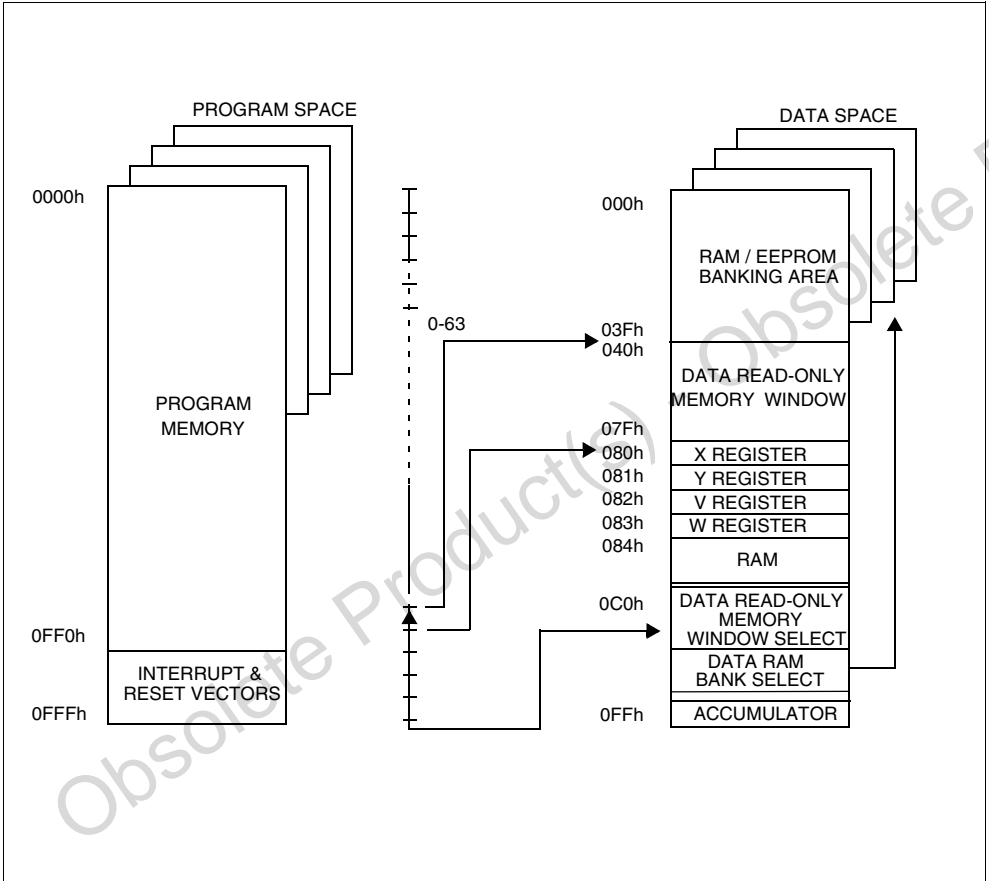 PROGRAM SPACE
0000h
PROGRAM
MEMORY
0FF0h
INTERRUPT &
RESET VECTORS
0FFFh
0-63
DATA SPACE
000h
RAM / EEPROM
BANKING AREA
03Fh
040h
DATA READ-ONLY
MEMORY WINDOW
07Fh
080h
X REGISTER
081h
Y REGISTER
082h
V REGISTER
083h
W REGISTER
084h
RAM
0C0h
DATA READ-ONLY
MEMORY
WINDOW SELECT
DATA RAM
BANK SELECT
0FFh
ACCUMULATOR
Obsolete Product(s) - Obsolete